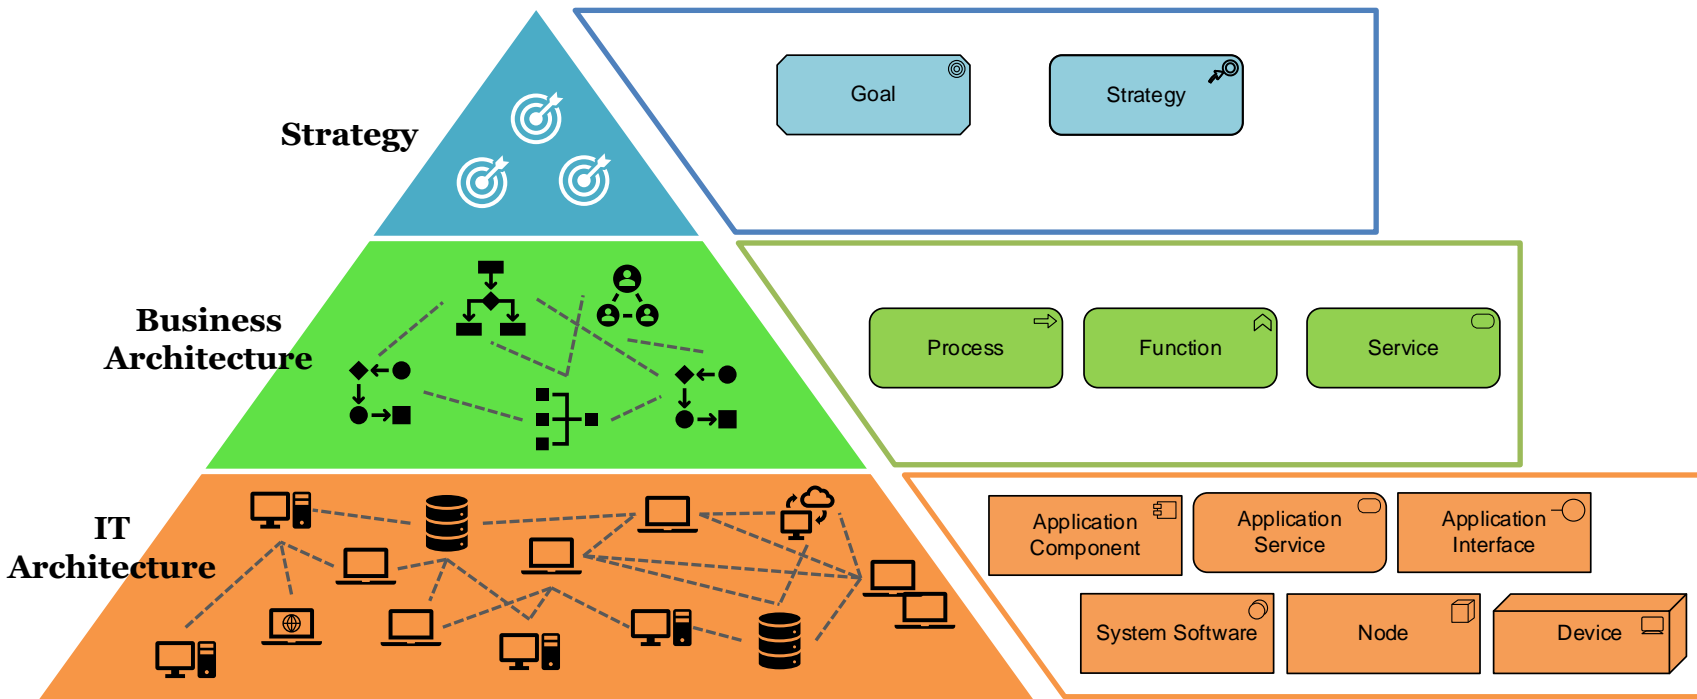 Strategy
Goal
Strategy
Business
Architecture
Process
Function
Service
IT
Architecture
Application
Component
Application
Service
Application
Interface
System Software
Node
Device